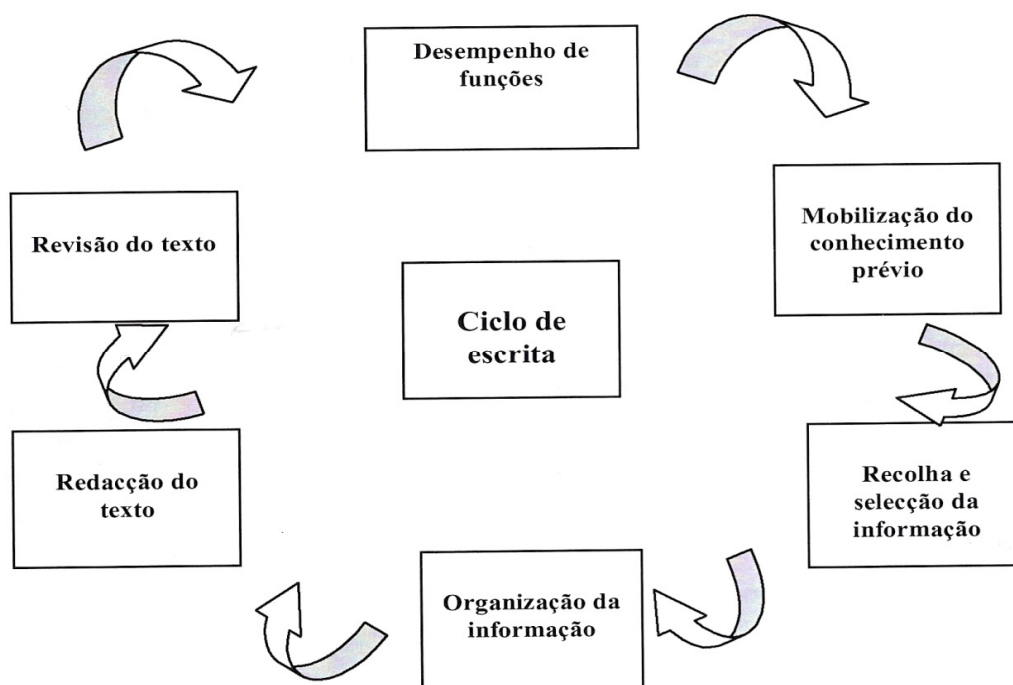 Desempenho de
funções
Mobilização do
conhecimento
prévio
Recolha e
selecção da
informação
Organização da
informação
Redacção do
texto
Revisão do texto
Ciclo de
escrita